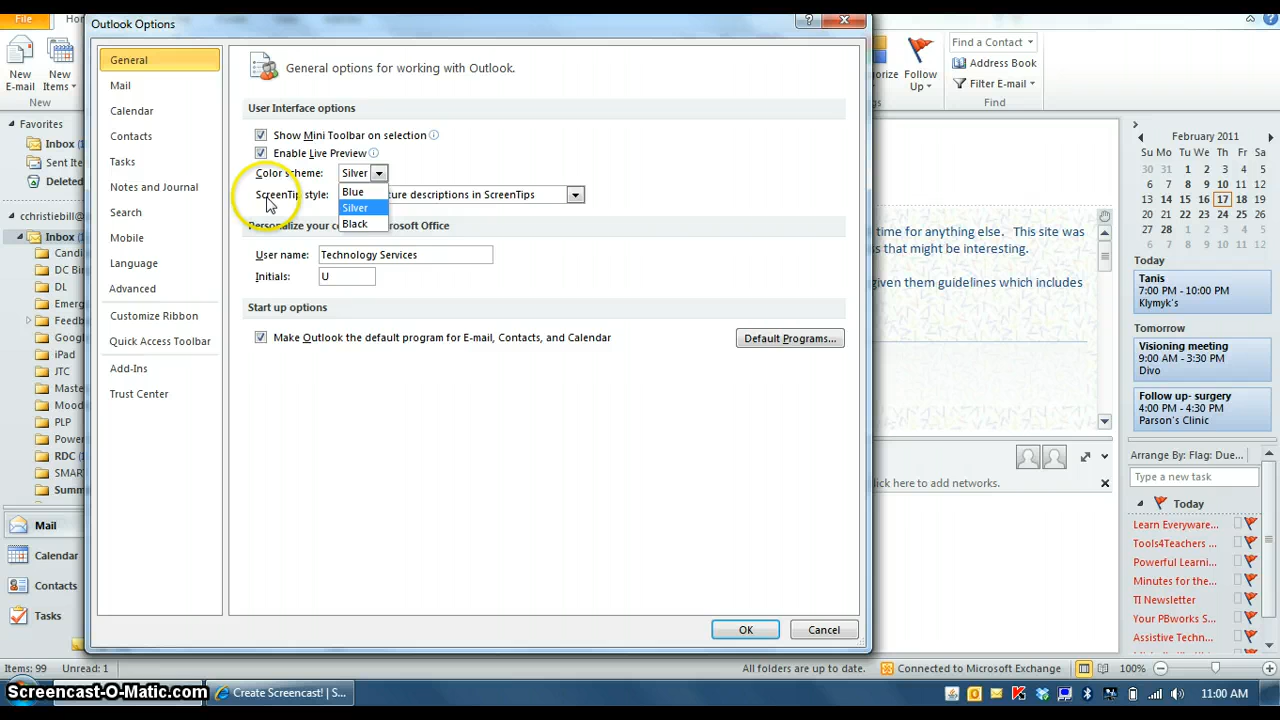 File
Outlook Options
New
E-mail
New
Items
New
Follow
Up
Find a Contact
Address Book
Filter E-mail
Find
Favorites
Inbox
Sent Ite
Deleted
cchristiebill@
Inbox
Candi
DC Bir
DL
Emerg
Feedb
Google
iPad
JTC
Maste
Mood
PLP
Power
RDC (
SMAR
Summ
Mail
Calendar
Contacts
Tasks
General
Mail
Calendar
Contacts
Tasks
Notes and Journal
Search
Mobile
Language
Advanced
Customize Ribbon
Quick Access Toolbar
Add-Ins
Trust Center
General options for working with Outlook.
User Interface options
Show Mini Toolbar on selection
Enable Live Preview
Color scheme: Silver
Blue
Silver
Black
ScreenTip style: ure descriptions in ScreenTips
Personalize your co rosoft Office
User name: Technology Services
Initials: U
Start up options
Make Outlook the default program for E-mail, Contacts, and Calendar
Default Programs...
OK
Cancel
time for anything else. This site was
s that might be interesting.
given them guidelines which includes
lick here to add networks.
February 2011
Su Mo Tu We Th Fr Sa
30 31 1 2 3 4 5
6 7 8 9 10 11 12
13 14 15 16 17 18 19
20 21 22 23 24 25 26
27 28 1 2 3 4 5
6 7 8 9 10 11 12
Today
Tanis
7:00 PM - 10:00 PM
Klymyk's
Tomorrow
Visioning meeting
9:00 AM - 3:30 PM
Divo
Follow up- surgery
4:00 PM - 4:30 PM
Parson's Clinic
Arrange By: Flag: Due...
Type a new task
Today
Learn Everyware...
Tools4Teachers ...
Powerful Learni...
Minutes for the...
TI Newsletter
Your PBworks S...
Assistive Techn...
Items: 99 Unread: 1
All folders are up to date.
Connected to Microsoft Exchange
100%
Screencast-O-Matic.com
Create Screencast! | S...
11:00 AM